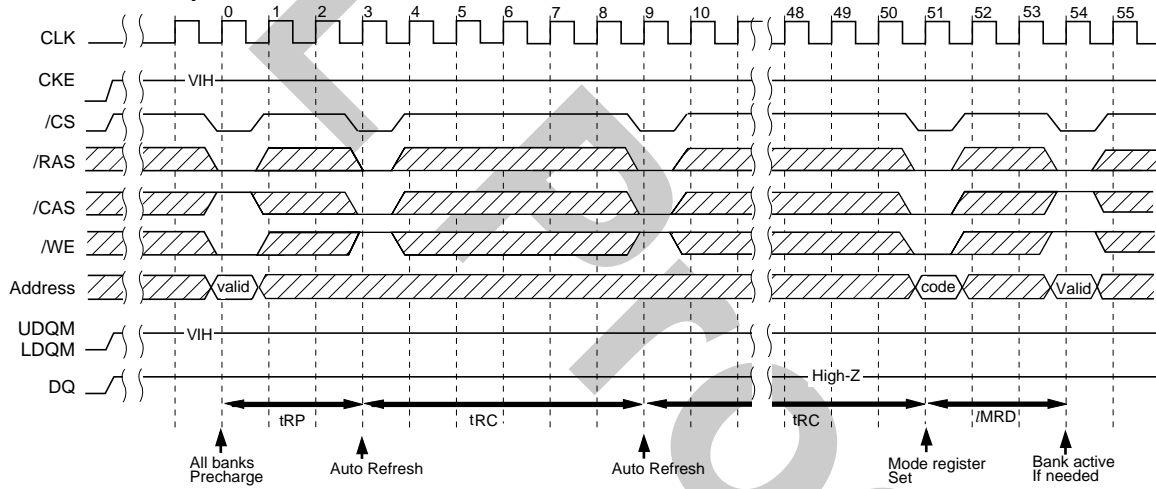 0 1 2 3 4 5 6 7 8 9 10 48 49 50 51 52 53 54 55
CLK
CKE VIH
/CS
/RAS
/CAS
/WE
Address valid code Valid
UDQM
LDQM VIH
DQ High-Z
tRP tRC tRC lMRD
All banks
Precharge
Auto Refresh
Auto Refresh
Mode register
Set
Bank active
If needed